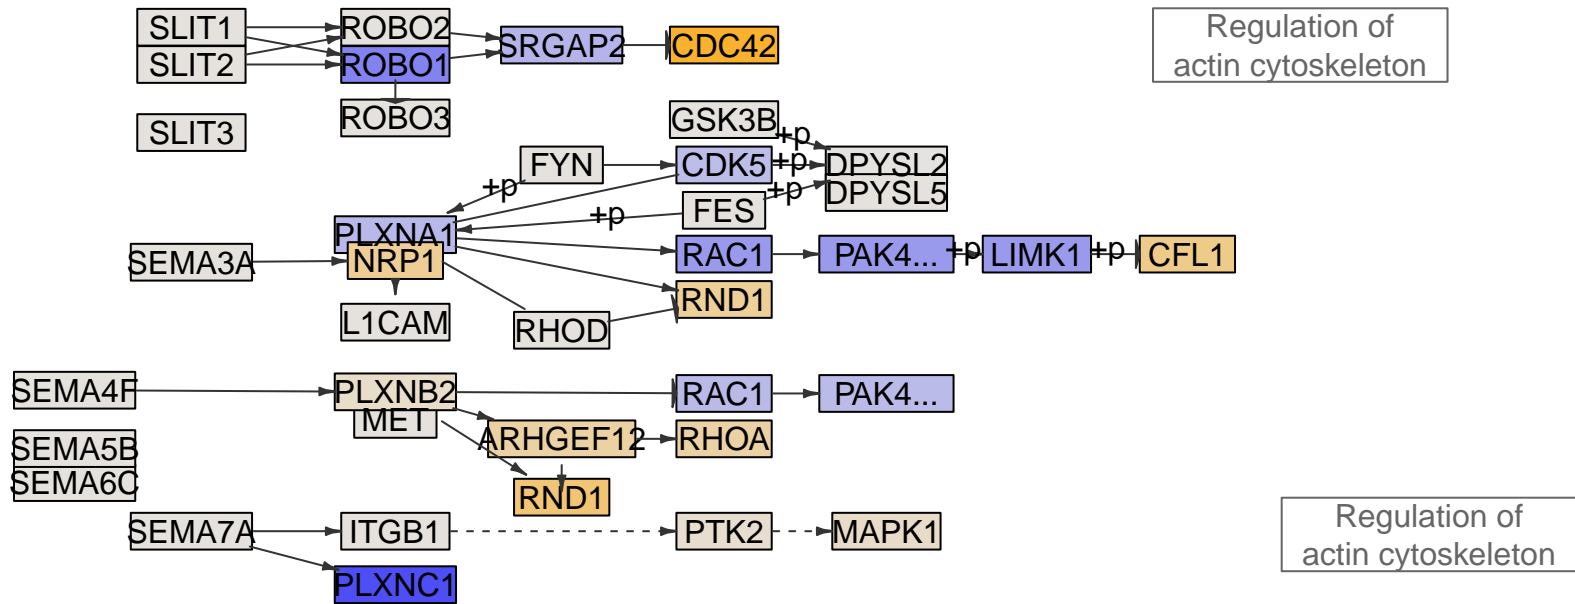 SLIT1
ROBO2
SRGAP2
CDC42
Regulation of
actin cytoskeleton
SLIT2
ROBO1
SLIT3
ROBO3
GSK3B
+p
FYN
CDK5
+p
DPYSL2
+p
FES
+p
DPYSL5
+p
PLXNA1
SEMA3A
NRP1
RAC1
PAK4...
+p
LIMK1
+p
CFL1
RND1
L1CAM
RHOD
SEMA4F
PLXNB2
RAC1
PAK4...
MET
ARHGEF12
RHOA
SEMA5B
SEMA6C
RND1
SEMA7A
ITGB1
PTK2
MAPK1
Regulation of
actin cytoskeleton
PLXNC1